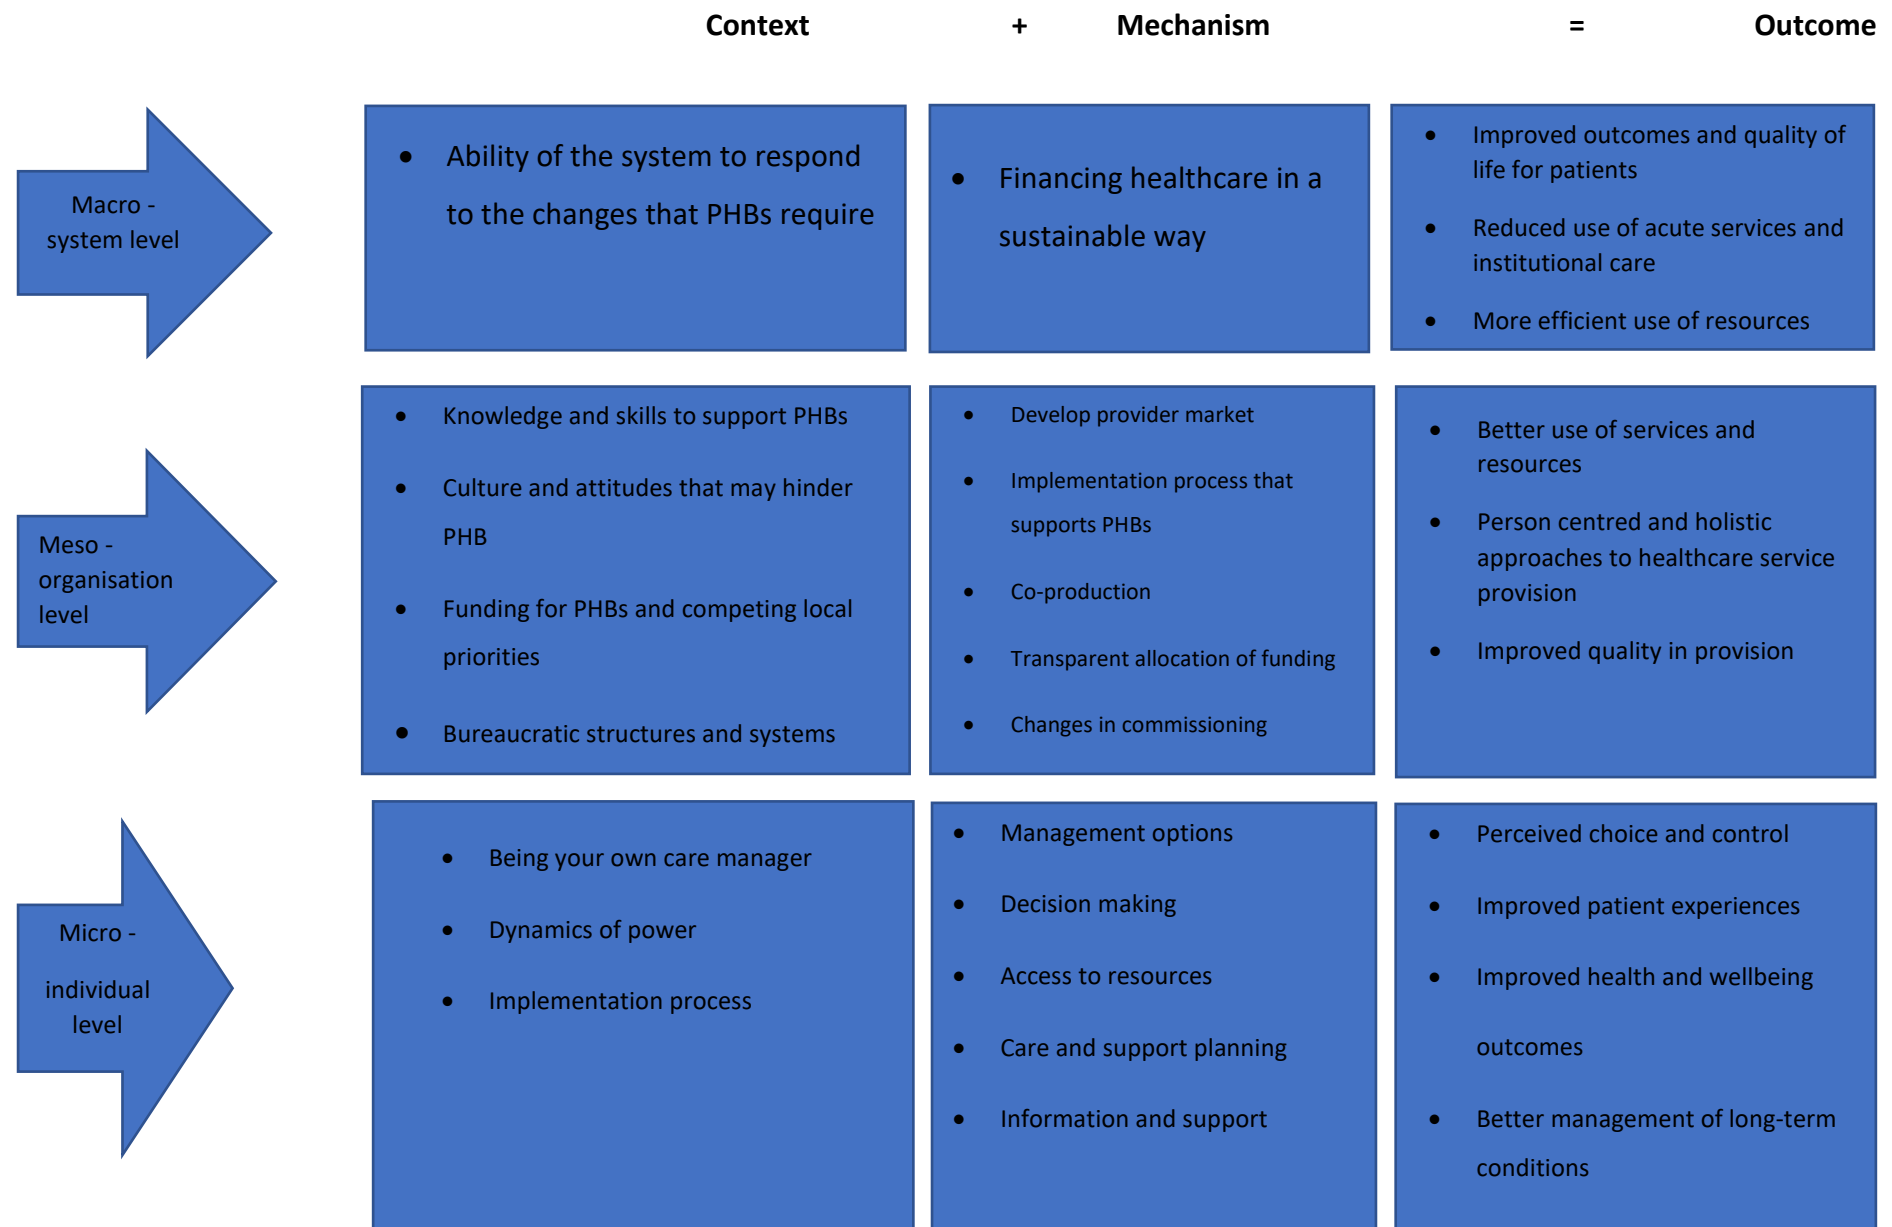 Context + Mechanism = Outcome
Macro -
system level
• Ability of the system to respond
to the changes that PHBs require
• Financing healthcare in a
sustainable way
• Improved outcomes and quality of
life for patients
• Reduced use of acute services and
institutional care
• More efficient use of resources
Meso -
organisation
level
• Knowledge and skills to support PHBs
• Culture and attitudes that may hinder
PHB
• Funding for PHBs and competing local
priorities
• Bureaucratic structures and systems
• Develop provider market
• Implementation process that
supports PHBs
• Co-production
• Transparent allocation of funding
• Changes in commissioning
• Better use of services and
resources
• Person centred and holistic
approaches to healthcare service
provision
• Improved quality in provision
Micro -
individual
level
• Being your own care manager
• Dynamics of power
• Implementation process
• Management options
• Decision making
• Access to resources
• Care and support planning
• Information and support
• Perceived choice and control
• Improved patient experiences
• Improved health and wellbeing
outcomes
• Better management of long-term
conditions